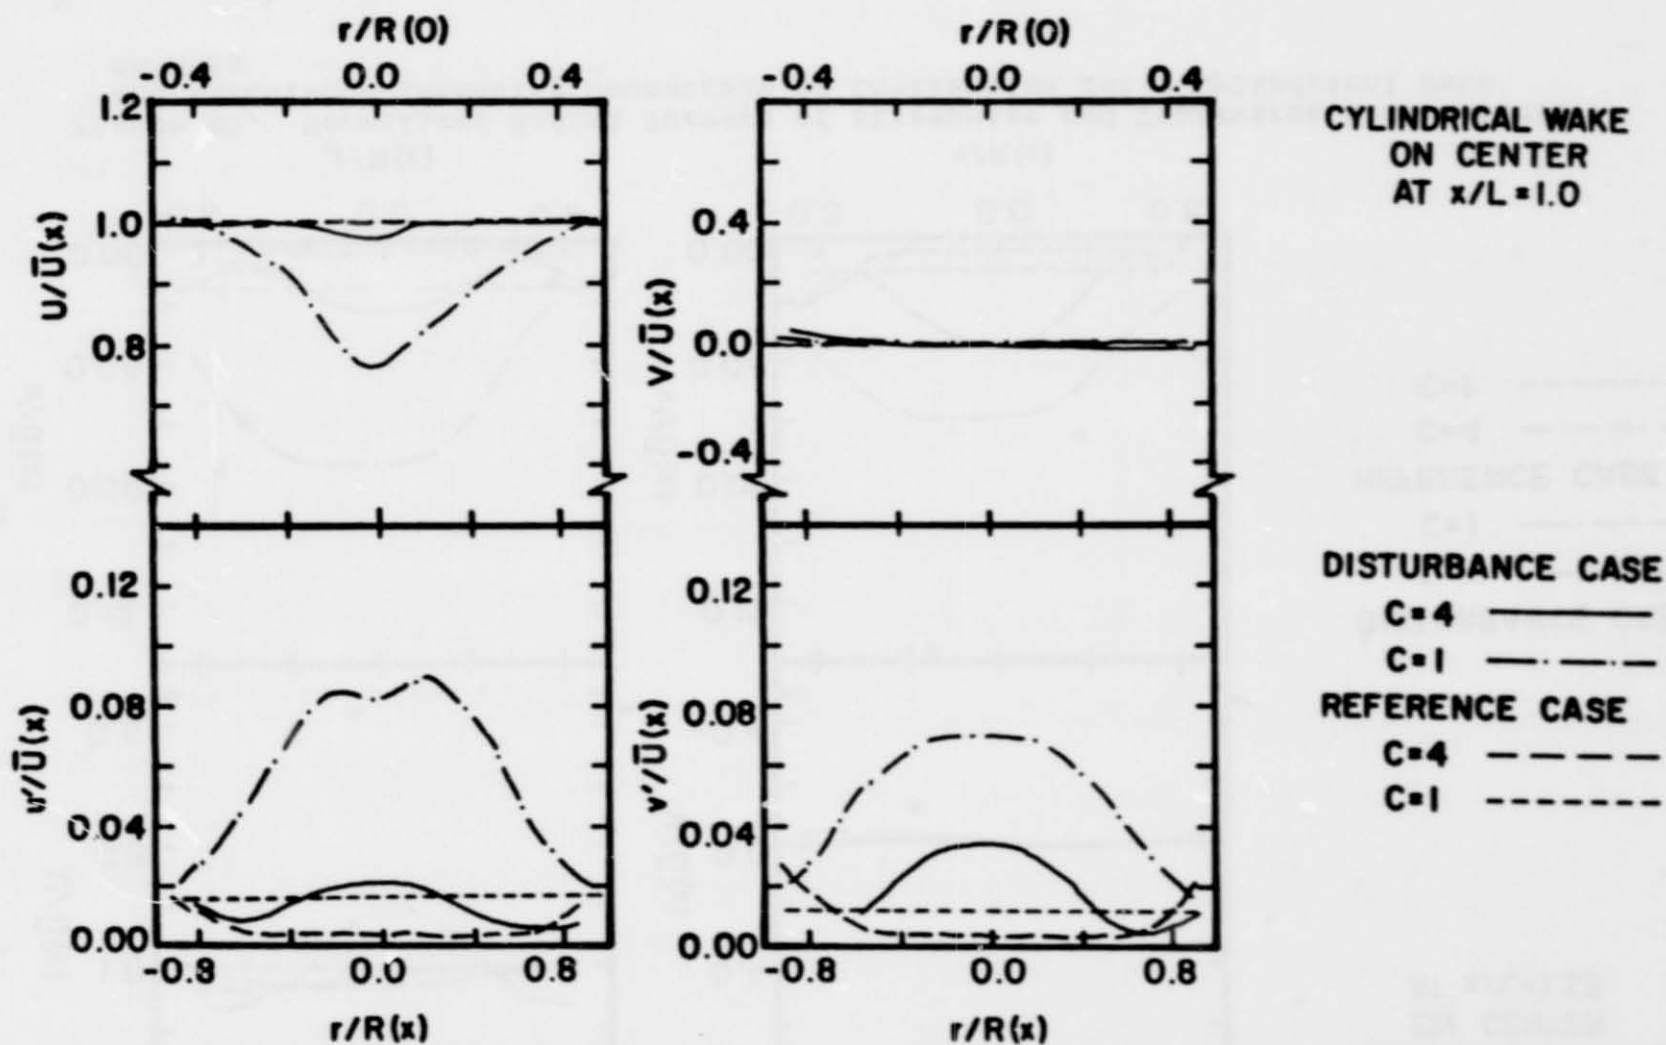 r/R(0)
-0.4 0.0 0.4
1.2
1.0
0.8
U/Ū(x)
r/R(0)
-0.4 0.0 0.4
0.4
0.0
-0.4
V/Ū(x)
CYLINDRICAL WAKE
ON CENTER
AT x/L=1.0
0.12
0.08
0.04
0.00
u'/Ū(x)
-0.8 0.0 0.8
r/R(x)
0.12
0.08
0.04
0.00
v'/Ū(x)
-0.8 0.0 0.8
r/R(x)
DISTURBANCE CASE
C=4
C=1
REFERENCE CASE
C=4
C=1